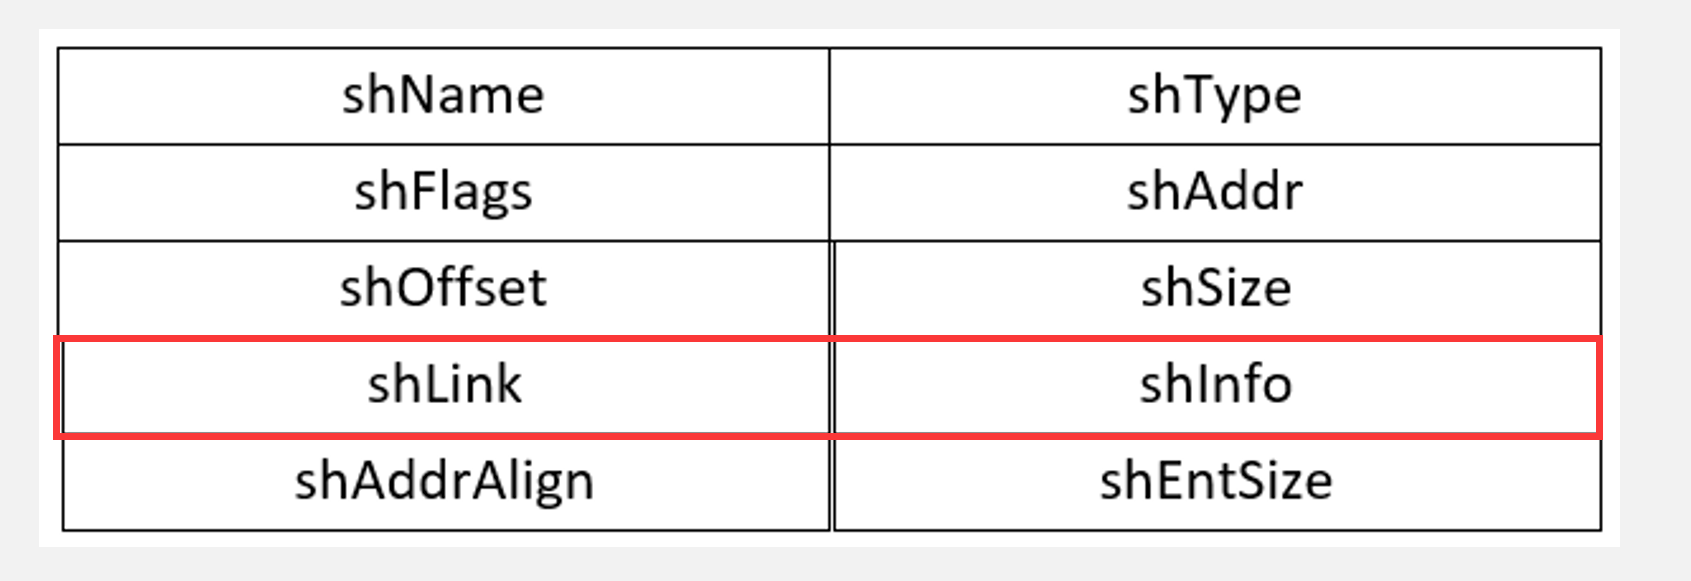 shName shType
shFlags shAddr
shOffset shSize
shLink shInfo
shAddrAlign shEntSize